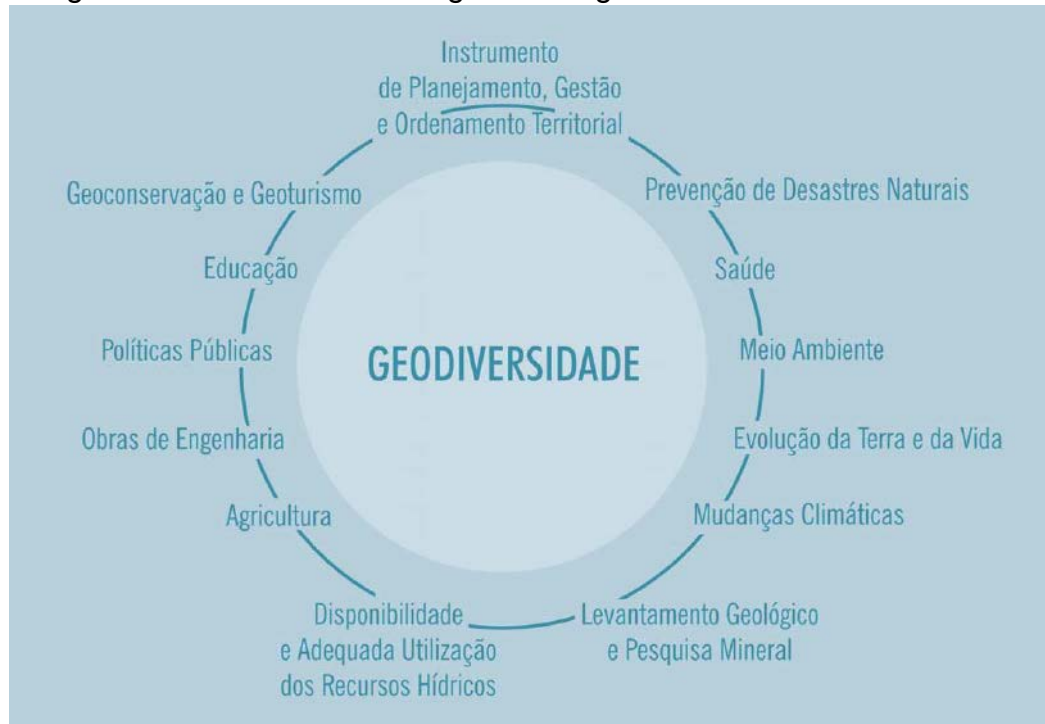 Instrumento
de Planejamento, Gestão
e Ordenamento Territorial
Geoconservação e Geoturismo
Prevenção de Desastres Naturais
Educação
Saúde
Políticas Públicas
GEODIVERSIDADE
Meio Ambiente
Obras de Engenharia
Evolução da Terra e da Vida
Agricultura
Mudanças Climáticas
Disponibilidade
e Adequada Utilização
dos Recursos Hídricos
Levantamento Geológico
e Pesquisa Mineral